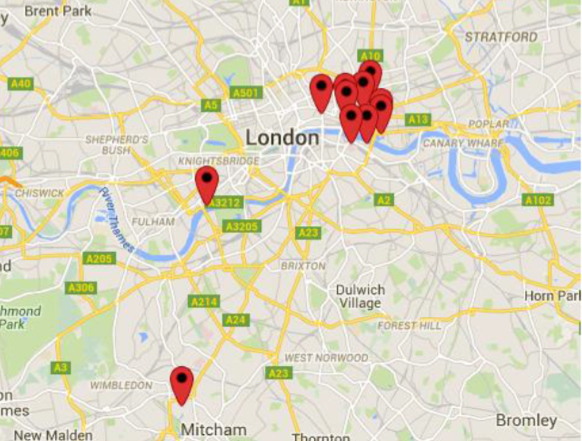 Brent Park
A1
STRATFORD
A10
A40
A501
A5
A13
POPLAR
London
SHEPHERD'S
BUSH
CANARY WHARF
406
KNIGHTSBRIDGE
CHISWICK
A3212
A2
A102
River Thames
FULHAM
A3205
A23
07
A205
BRIXTON
A306
Dulwich
Village
Horn Park
hmond
Park
A214
A24
FOREST HILL
WEST NORWOOD
A3
A23
WIMBLEDON
on
mes
Mitcham
Bromley
New Malden
Thornton